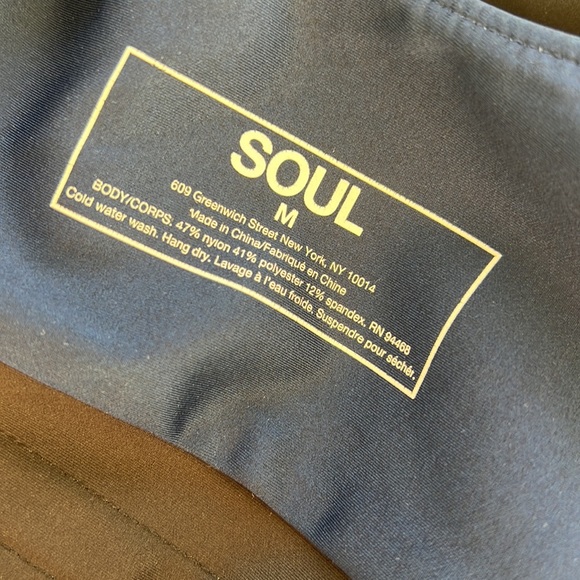 SOUL
M
609 Greenwich Street New York, NY 10014
Made in China/Fabriqué en Chine
BODY/CORPS. 47% nylon 41% polyester 12% spandex. RN 94468
Cold water wash. Hang dry. Lavage à l'eau froide. Suspendre pour séchér.